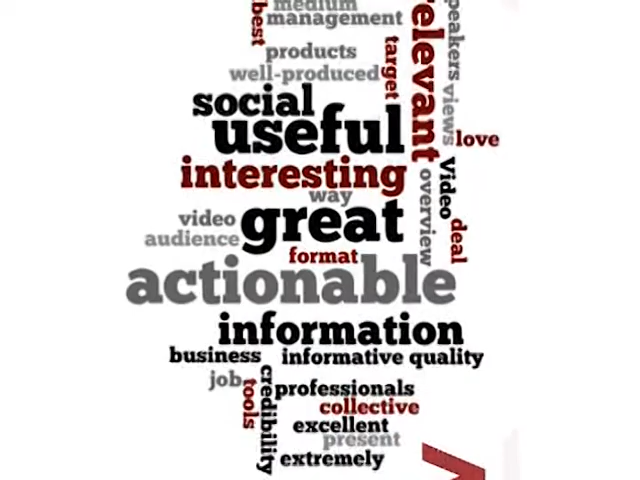 medium
best
management
relevant
speakers
products
target
well-produced
views
social
useful
love
interesting
Video
way
overview
great
video
deal
audience
format
actionable
information
business
informative quality
job
credibility
tools
professionals
collective
excellent
present
extremely